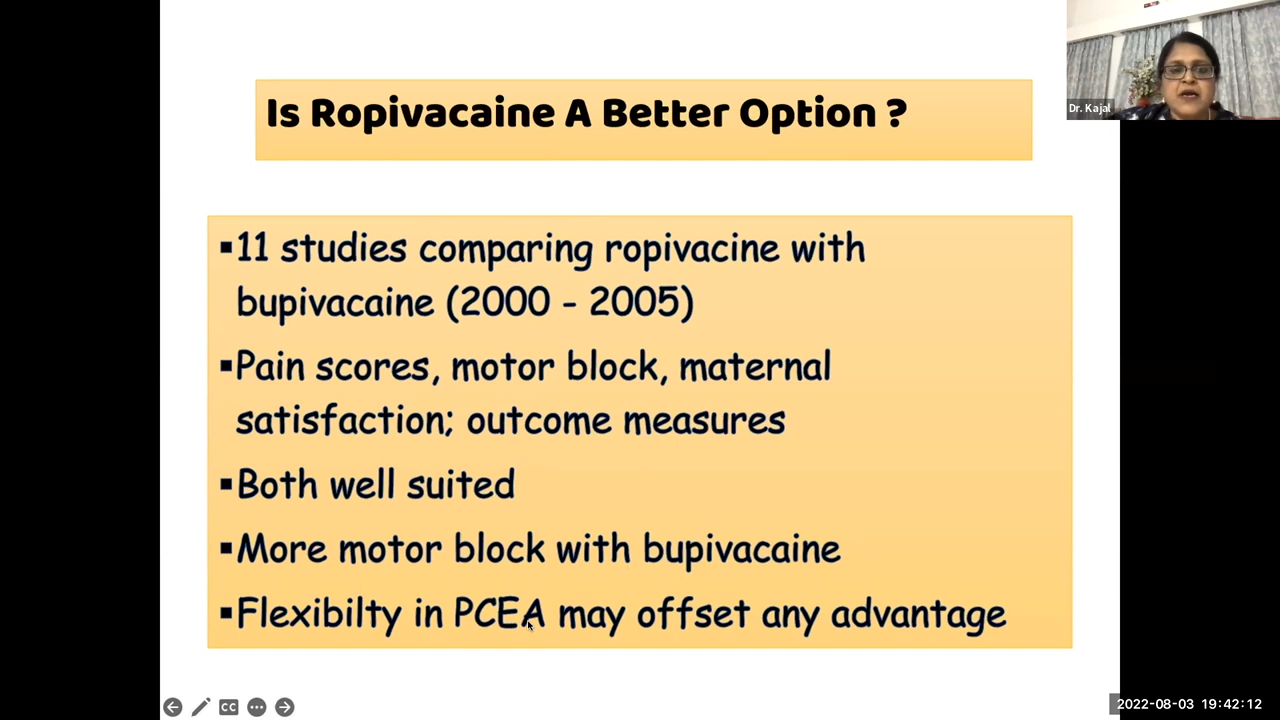 Is Ropivacaine A Better Option ?
Dr. Kajal
▪11 studies comparing ropivacine with
bupivacaine (2000 - 2005)
▪Pain scores, motor block, maternal
satisfaction; outcome measures
▪Both well suited
▪More motor block with bupivacaine
▪Flexibilty in PCEA may offset any advantage
CC
2022-08-03 19:42:12